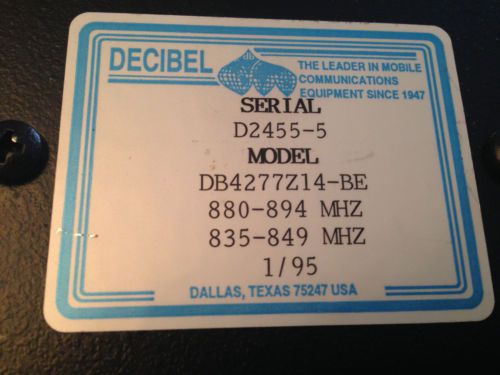 DECIBEL
db
THE LEADER IN MOBILE
COMMUNICATIONS
EQUIPMENT SINCE 1947
SERIAL
D2455-5
MODEL
DB4277Z14-BE
880-894 MHZ
835-849 MHZ
1/95
DALLAS, TEXAS 75247 USA